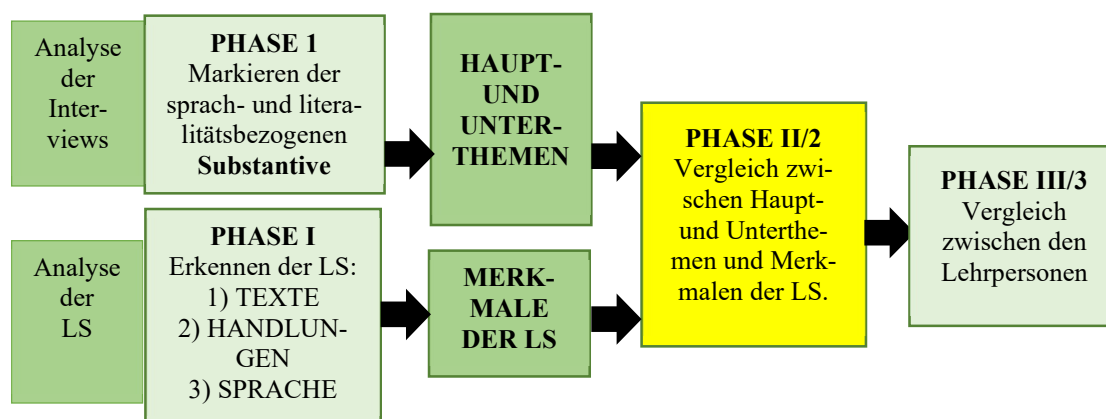 Analyse
der
Inter-
views
PHASE 1
Markieren der
sprach- und litera-
litätsbezogenen
Substantive
HAUPT-
UND
UNTER-
THEMEN
Analyse
der
LS
PHASE I
Erkennen der LS:
1) TEXTE
2) HANDLUN-
GEN
3) SPRACHE
MERK-
MALE
DER LS
PHASE II/2
Vergleich zwi-
schen Haupt-
und Unterthe-
men und Merk-
malen der LS.
PHASE III/3
Vergleich
zwischen den
Lehrpersonen